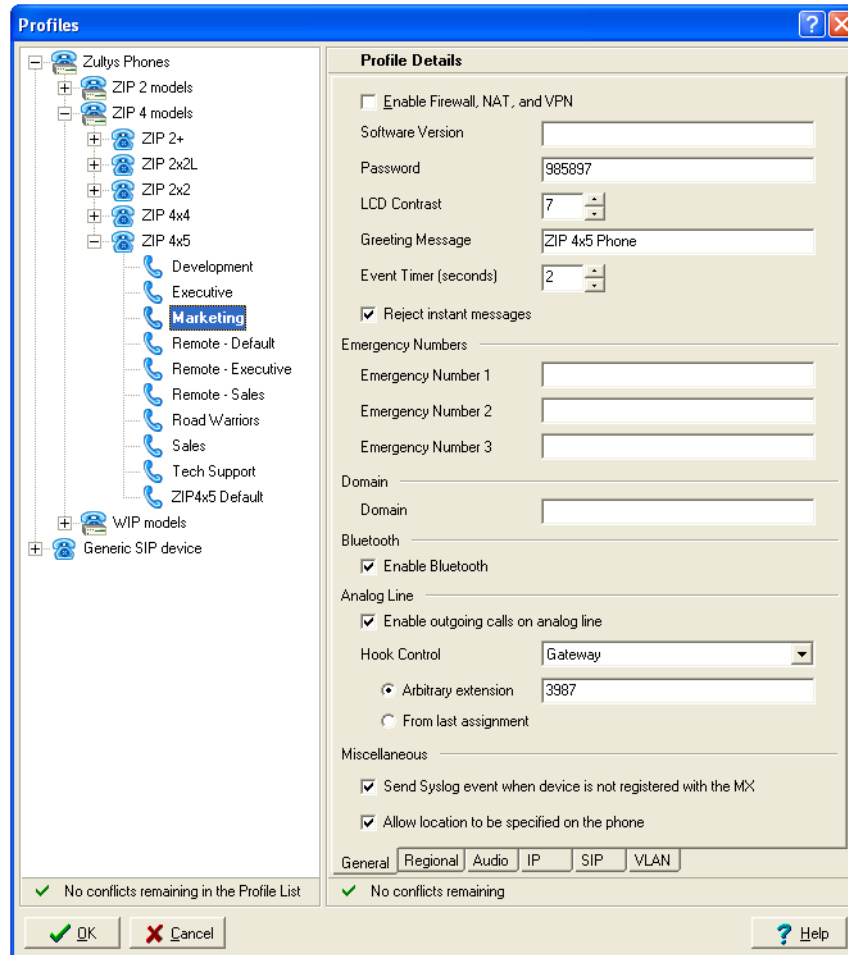 Profiles
Zultys Phones
ZIP 2 models
ZIP 4 models
ZIP 2+
ZIP 2x2L
ZIP 2x2
ZIP 4x4
ZIP 4x5
Development
Executive
Marketing
Remote - Default
Remote - Executive
Remote - Sales
Road Warriors
Sales
Tech Support
ZIP4x5 Default
WIP models
Generic SIP device
No conflicts remaining in the Profile List
Profile Details
Enable Firewall, NAT, and VPN
Software Version
Password 985897
LCD Contrast 7
Greeting Message ZIP 4x5 Phone
Event Timer (seconds) 2
Reject instant messages
Emergency Numbers
Emergency Number 1
Emergency Number 2
Emergency Number 3
Domain
Domain
Bluetooth
Enable Bluetooth
Analog Line
Enable outgoing calls on analog line
Hook Control Gateway
Arbitrary extension 3987
From last assignment
Miscellaneous
Send Syslog event when device is not registered with the MX
Allow location to be specified on the phone
General Regional Audio IP SIP VLAN
No conflicts remaining
OK Cancel ? Help